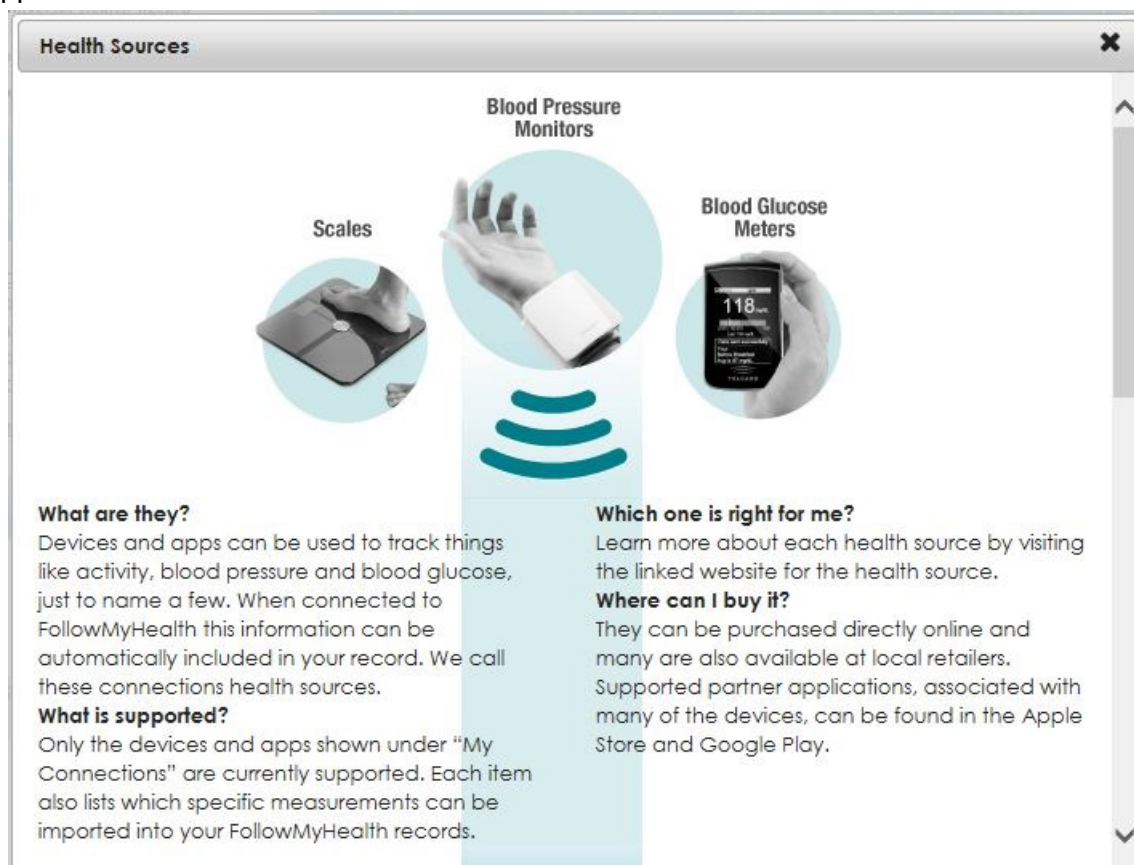 Health Sources
Blood Pressure
Monitors
Scales
Blood Glucose
Meters
118
What are they?
Devices and apps can be used to track things
like activity, blood pressure and blood glucose,
just to name a few. When connected to
FollowMyHealth this information can be
automatically included in your record. We call
these connections health sources.
What is supported?
Only the devices and apps shown under “My
Connections” are currently supported. Each item
also lists which specific measurements can be
imported into your FollowMyHealth records.
Which one is right for me?
Learn more about each health source by visiting
the linked website for the health source.
Where can I buy it?
They can be purchased directly online and
many are also available at local retailers.
Supported partner applications, associated with
many of the devices, can be found in the Apple
Store and Google Play.